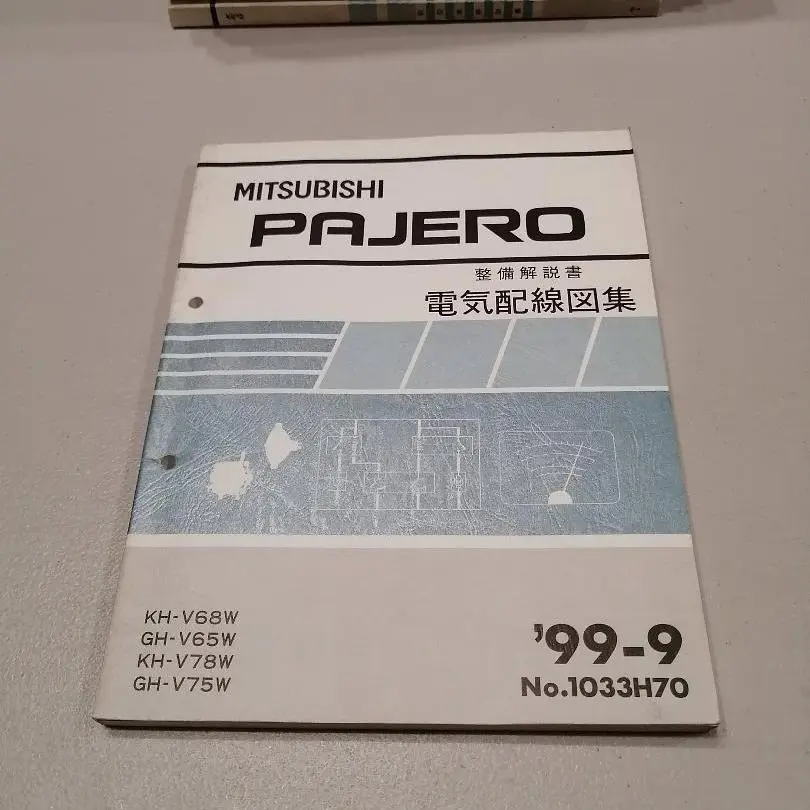 MITSUBISHI
PAJERO
整備解説書
電気配線図集
KH-V68W
GH-V65W
KH-V78W
GH-V75W
'99-9
No.1033H70